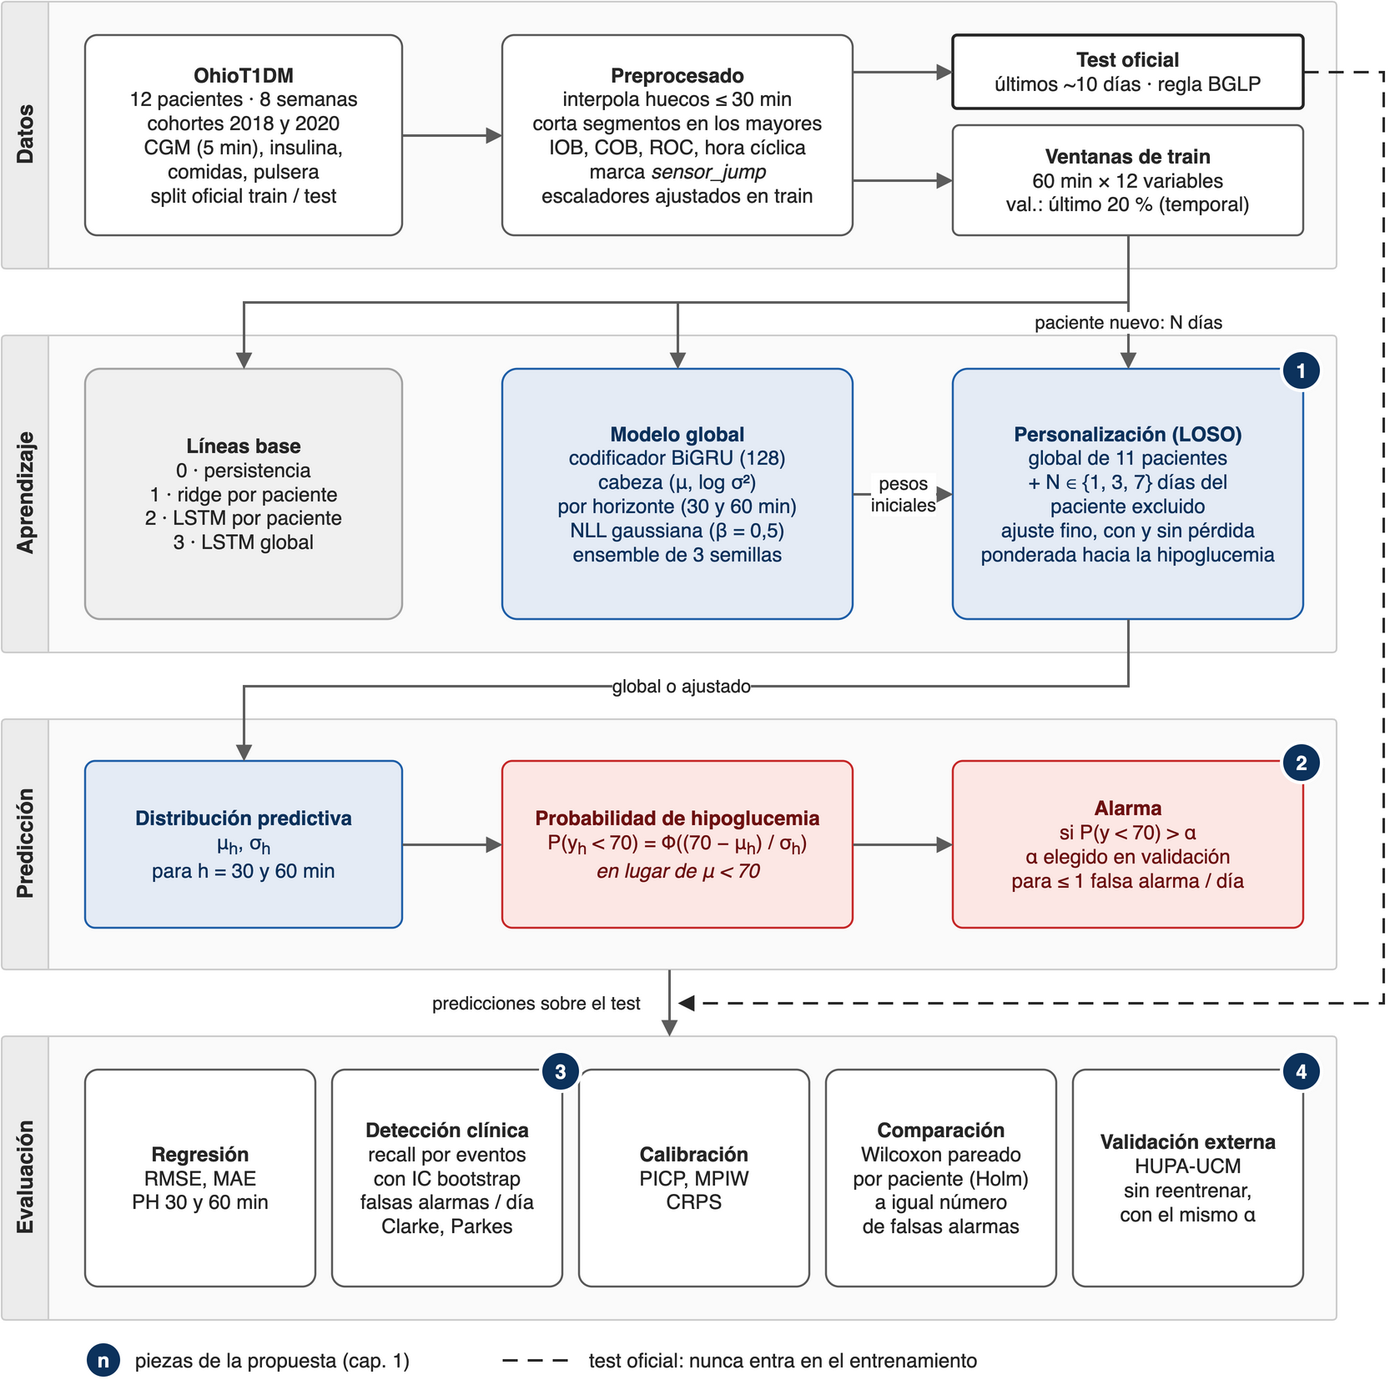 Datos
OhioT1DM
12 pacientes · 8 semanas
cohortes 2018 y 2020
CGM (5 min), insulina,
comidas, pulsera
split oficial train / test
Preprocesado
interpola huecos ≤ 30 min
corta segmentos en los mayores
IOB, COB, ROC, hora cíclica
marca sensor_jump
escaladores ajustados en train
Test oficial
últimos ~10 días · regla BGLP
Ventanas de train
60 min × 12 variables
val.: último 20 % (temporal)
paciente nuevo: N días
Aprendizaje
Líneas base
0 · persistencia
1 · ridge por paciente
2 · LSTM por paciente
3 · LSTM global
Modelo global
codificador BiGRU (128)
cabeza (μ, log σ²)
por horizonte (30 y 60 min)
NLL gaussiana (β = 0,5)
ensemble de 3 semillas
pesos
iniciales
1
Personalización (LOSO)
global de 11 pacientes
+ N ∈ {1, 3, 7} días del
paciente excluido
ajuste fino, con y sin pérdida
ponderada hacia la hipoglucemia
global o ajustado
Predicción
Distribución predictiva
μh, σh
para h = 30 y 60 min
Probabilidad de hipoglucemia
P(yh < 70) = Φ((70 − μh) / σh)
en lugar de μ < 70
2
Alarma
si P(y < 70) > α
α elegido en validación
para ≤ 1 falsa alarma / día
predicciones sobre el test
Evaluación
Regresión
RMSE, MAE
PH 30 y 60 min
3
Detección clínica
recall por eventos
con IC bootstrap
falsas alarmas / día
Clarke, Parkes
Calibración
PICP, MPIW
CRPS
Comparación
Wilcoxon pareado
por paciente (Holm)
a igual número
de falsas alarmas
4
Validación externa
HUPA-UCM
sin reentrenar,
con el mismo α
n piezas de la propuesta (cap. 1)
test oficial: nunca entra en el entrenamiento